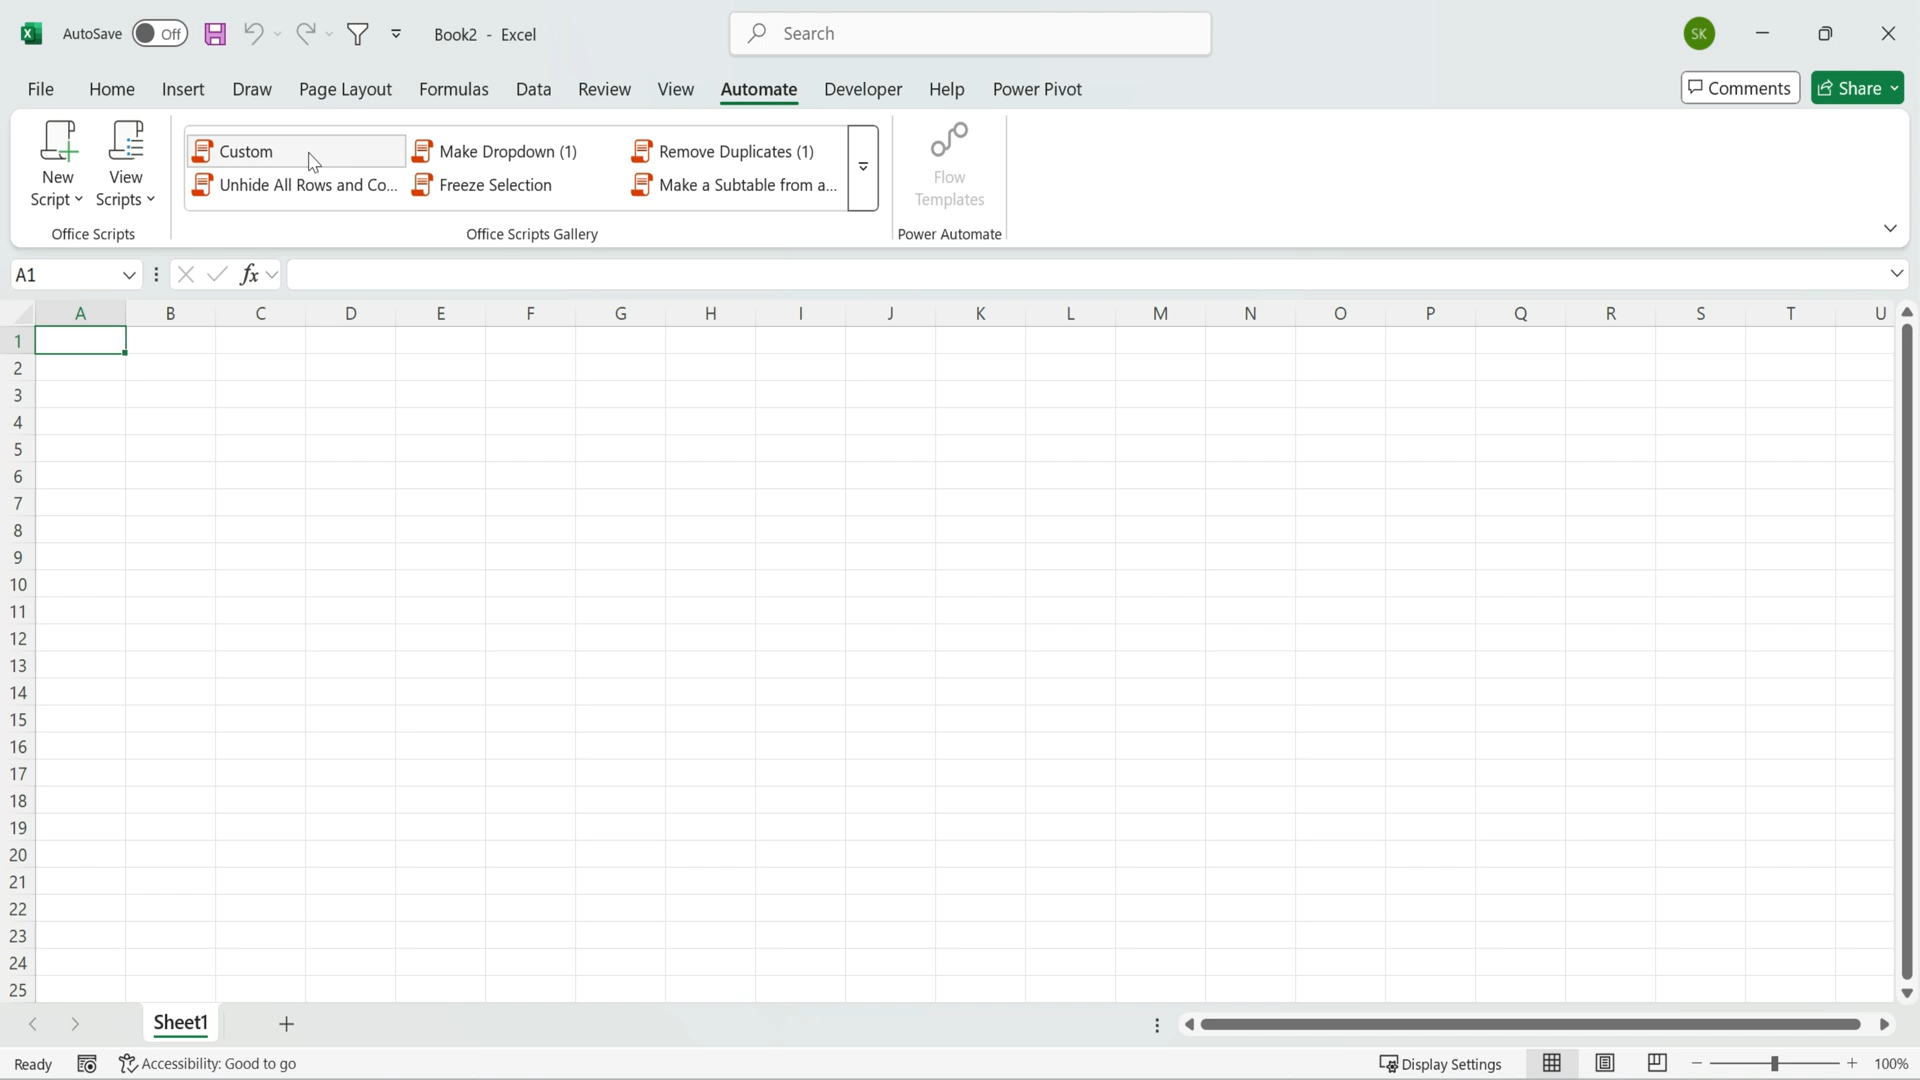 AutoSave Off Book2 - Excel Search SK
File Home Insert Draw Page Layout Formulas Data Review View Automate Developer Help Power Pivot Comments Share
New Script
View Scripts
Custom Make Dropdown (1) Remove Duplicates (1)
Unhide All Rows and Co... Freeze Selection Make a Subtable from a...
Flow Templates
Office Scripts Office Scripts Gallery Power Automate
A1 fx
A B C D E F G H I J K L M N O P Q R S T U
1
2
3
4
5
6
7
8
9
10
11
12
13
14
15
16
17
18
19
20
21
22
23
24
25
Sheet1
Ready Accessibility: Good to go Display Settings 100%